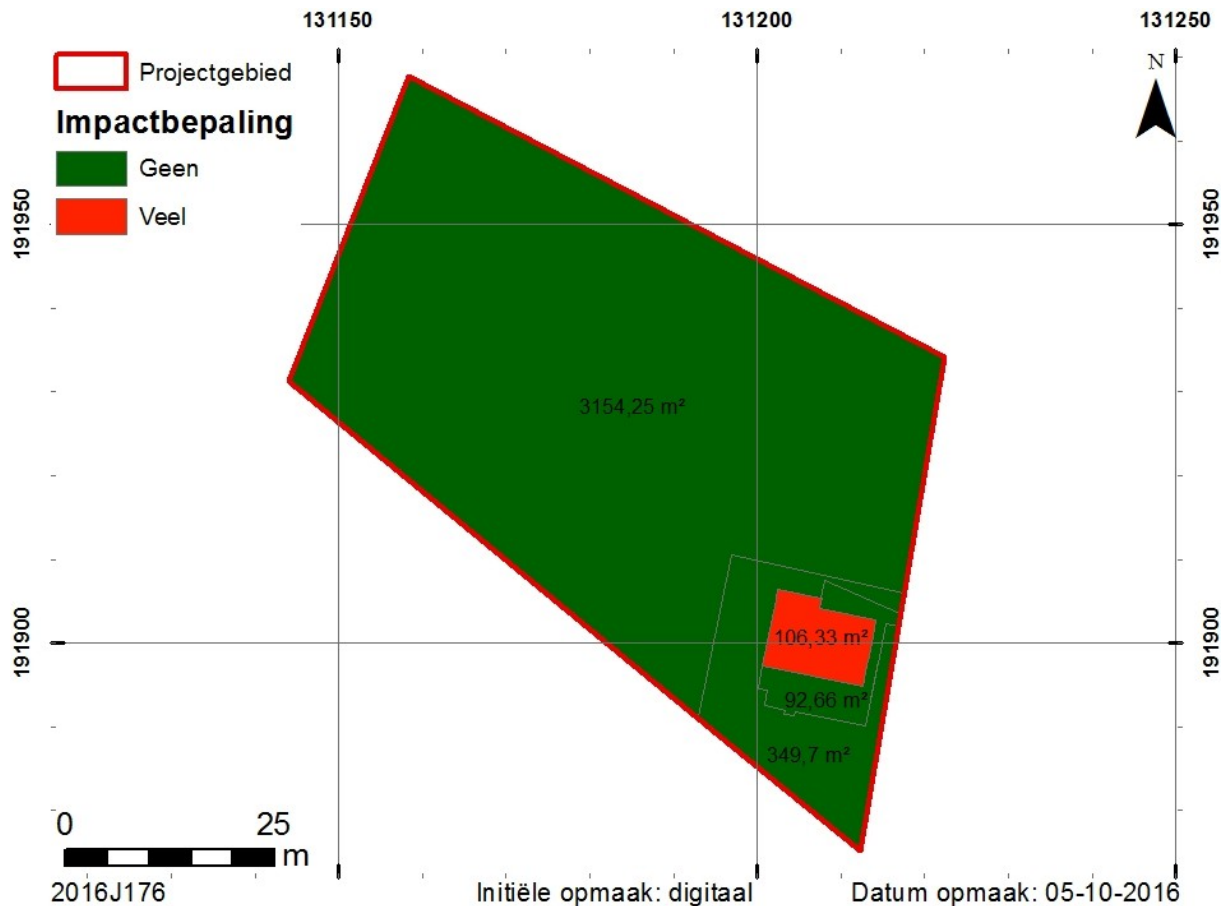 131150 131200 131250
Projectgebied
N
Impactbepaling
Geen
Veel
191950 191950
3154,25 m²
191900 191900
106,33 m²
92,66 m²
349,7 m²
0 25
m
2016J176 Initiële opmaak: digitaal Datum opmaak: 05-10-2016